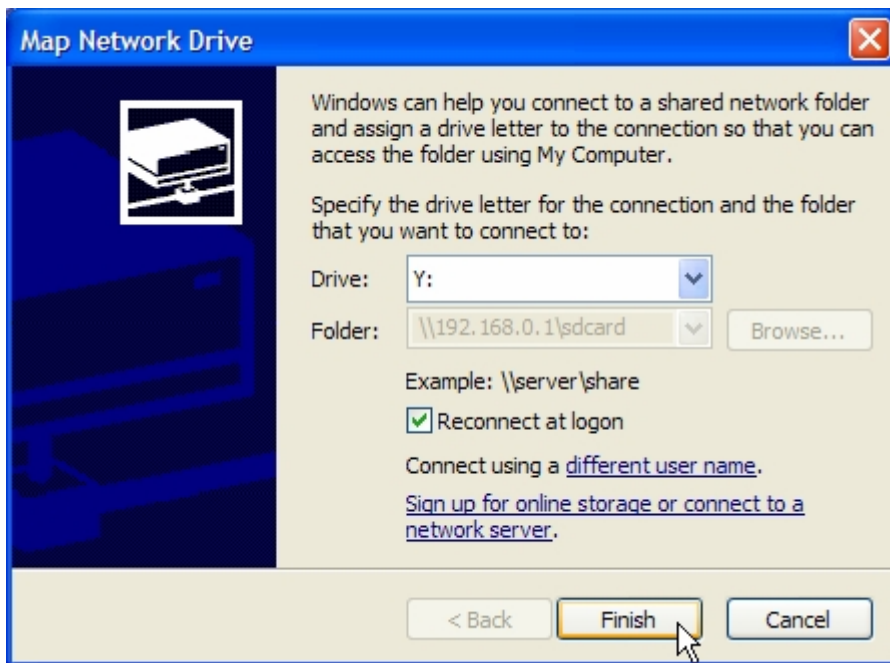 Map Network Drive
Windows can help you connect to a shared network folder
and assign a drive letter to the connection so that you can
access the folder using My Computer.
Specify the drive letter for the connection and the folder
that you want to connect to:
Drive: Y:
Folder: \\192.168.0.1\sdcard Browse...
Example: \\server\share
Reconnect at logon
Connect using a different user name.
Sign up for online storage or connect to a
network server.
< Back Finish Cancel